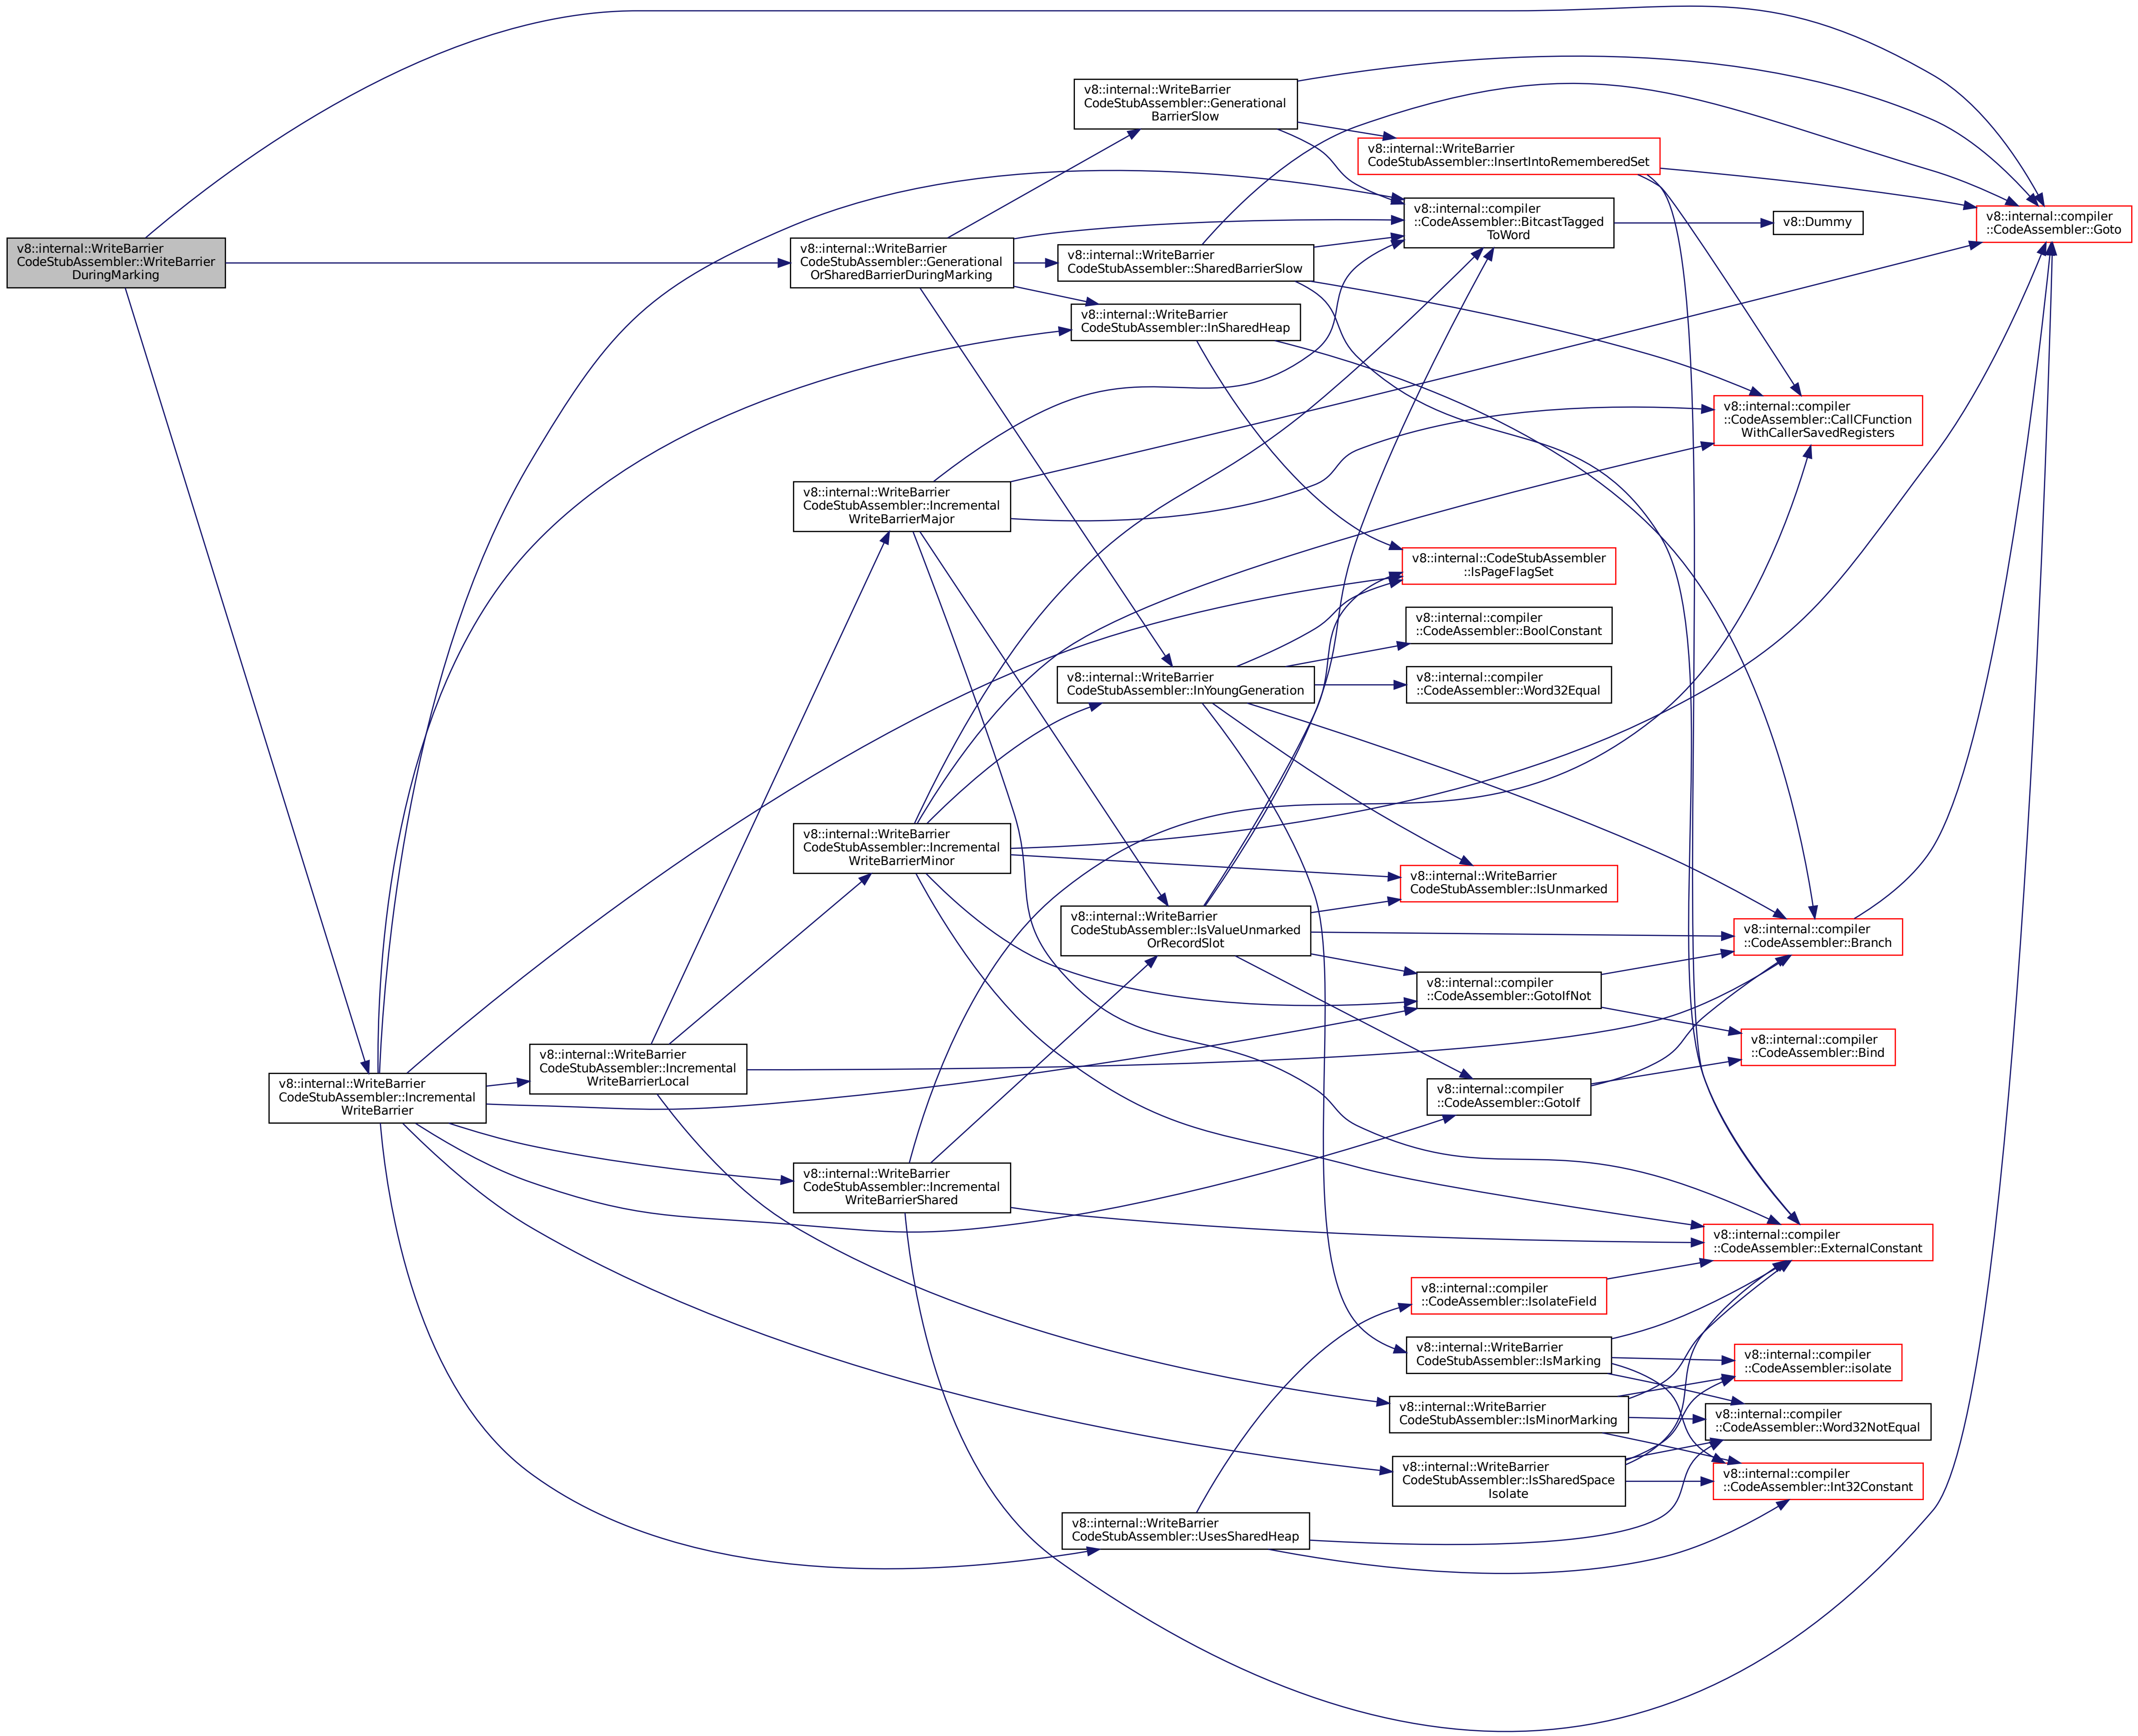 v8::internal::WriteBarrier
CodeStubAssembler::WriteBarrier
DuringMarking
v8::internal::WriteBarrier
CodeStubAssembler::Generational
OrSharedBarrierDuringMarking
v8::internal::WriteBarrier
CodeStubAssembler::Generational
BarrierSlow
v8::internal::WriteBarrier
CodeStubAssembler::InsertIntoRememberedSet
v8::internal::compiler
::CodeAssembler::BitcastTagged
ToWord
v8::Dummy
v8::internal::compiler
::CodeAssembler::Goto
v8::internal::WriteBarrier
CodeStubAssembler::SharedBarrierSlow
v8::internal::WriteBarrier
CodeStubAssembler::InSharedHeap
v8::internal::compiler
::CodeAssembler::CallCFunction
WithCallerSavedRegisters
v8::internal::WriteBarrier
CodeStubAssembler::Incremental
WriteBarrierMajor
v8::internal::CodeStubAssembler
::IsPageFlagSet
v8::internal::compiler
::CodeAssembler::BoolConstant
v8::internal::WriteBarrier
CodeStubAssembler::InYoungGeneration
v8::internal::compiler
::CodeAssembler::Word32Equal
v8::internal::WriteBarrier
CodeStubAssembler::Incremental
WriteBarrierMinor
v8::internal::WriteBarrier
CodeStubAssembler::IsUnmarked
v8::internal::WriteBarrier
CodeStubAssembler::IsValueUnmarked
OrRecordSlot
v8::internal::compiler
::CodeAssembler::Branch
v8::internal::compiler
::CodeAssembler::GotoIfNot
v8::internal::compiler
::CodeAssembler::Bind
v8::internal::WriteBarrier
CodeStubAssembler::Incremental
WriteBarrierLocal
v8::internal::WriteBarrier
CodeStubAssembler::Incremental
WriteBarrier
v8::internal::compiler
::CodeAssembler::GotoIf
v8::internal::WriteBarrier
CodeStubAssembler::Incremental
WriteBarrierShared
v8::internal::compiler
::CodeAssembler::ExternalConstant
v8::internal::compiler
::CodeAssembler::IsolateField
v8::internal::WriteBarrier
CodeStubAssembler::IsMarking
v8::internal::compiler
::CodeAssembler::isolate
v8::internal::WriteBarrier
CodeStubAssembler::IsMinorMarking
v8::internal::compiler
::CodeAssembler::Word32NotEqual
v8::internal::WriteBarrier
CodeStubAssembler::IsSharedSpace
Isolate
v8::internal::compiler
::CodeAssembler::Int32Constant
v8::internal::WriteBarrier
CodeStubAssembler::UsesSharedHeap